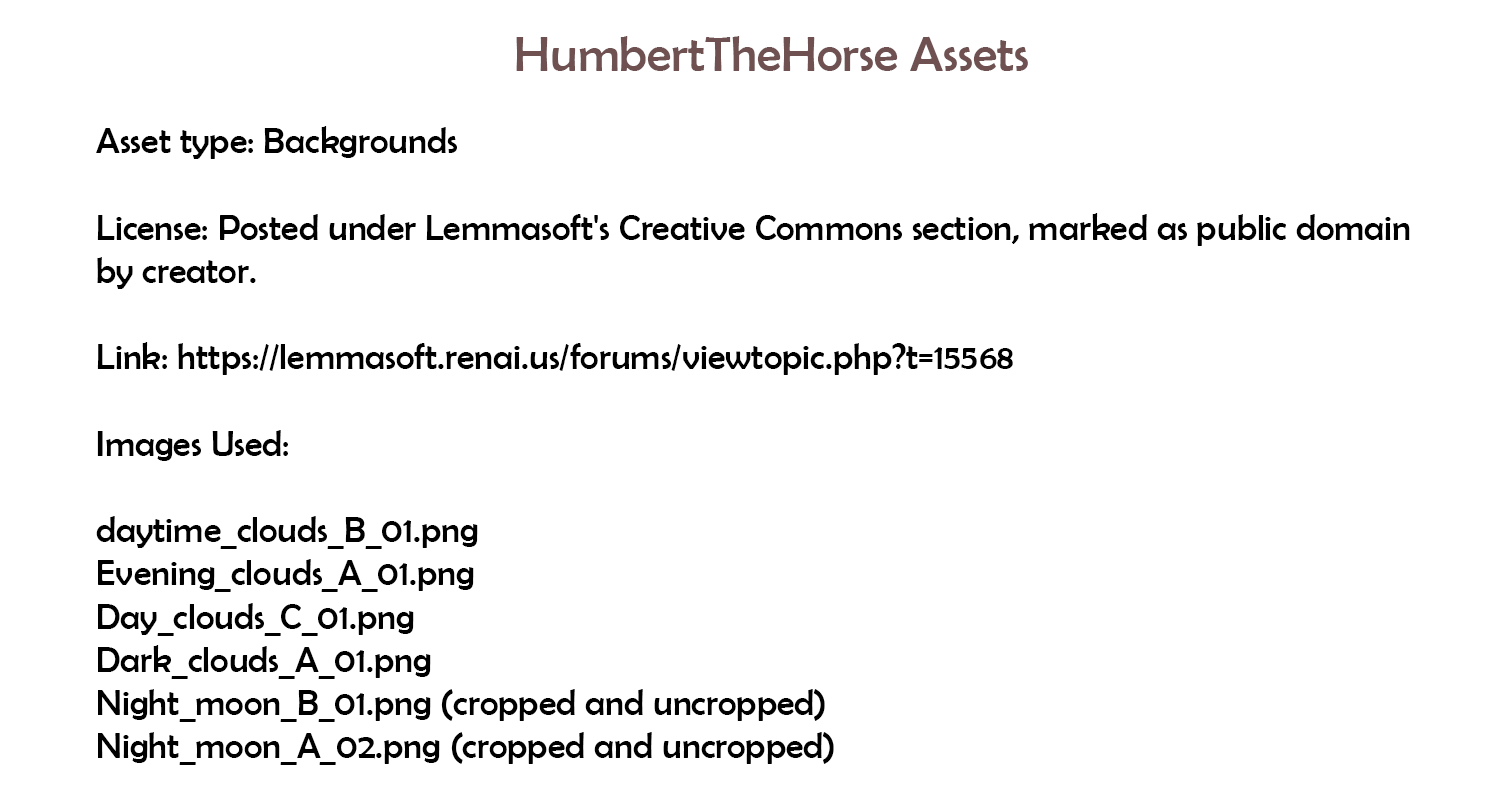 HumbertTheHorse Assets
Asset type: Backgrounds
License: Posted under Lemmasoft's Creative Commons section, marked as public domain
by creator.
Link: https://lemmasoft.renai.us/forums/viewtopic.php?t=15568
Images Used:
daytime_clouds_B_01.png
Evening_clouds_A_01.png
Day_clouds_C_01.png
Dark_clouds_A_01.png
Night_moon_B_01.png (cropped and uncropped)
Night_moon_A_02.png (cropped and uncropped)